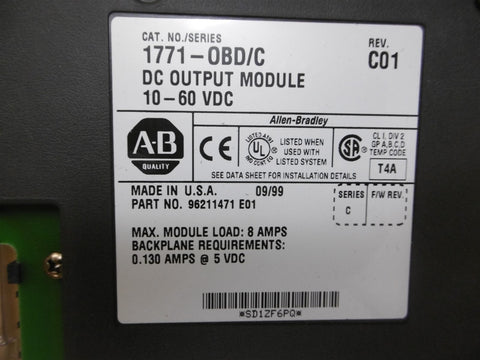 CAT. NO./SERIES
1771-OBD/C
REV.
C01
DC OUTPUT MODULE
10-60 VDC
Allen-Bradley
A-B
QUALITY
CE
UL
LISTED WHEN
USED WITH
LISTED SYSTEM
SA
CL I, DIV 2
GP A,B,C,D
TEMP CODE
T4A
SEE DATA SHEET FOR INSTALLATION DETAILS
MADE IN U.S.A. 09/99
PART NO. 96211471 E01
SERIES
C
F/W REV.
MAX. MODULE LOAD: 8 AMPS
BACKPLANE REQUIREMENTS:
0.130 AMPS @ 5 VDC
*SD1ZF6PQ*